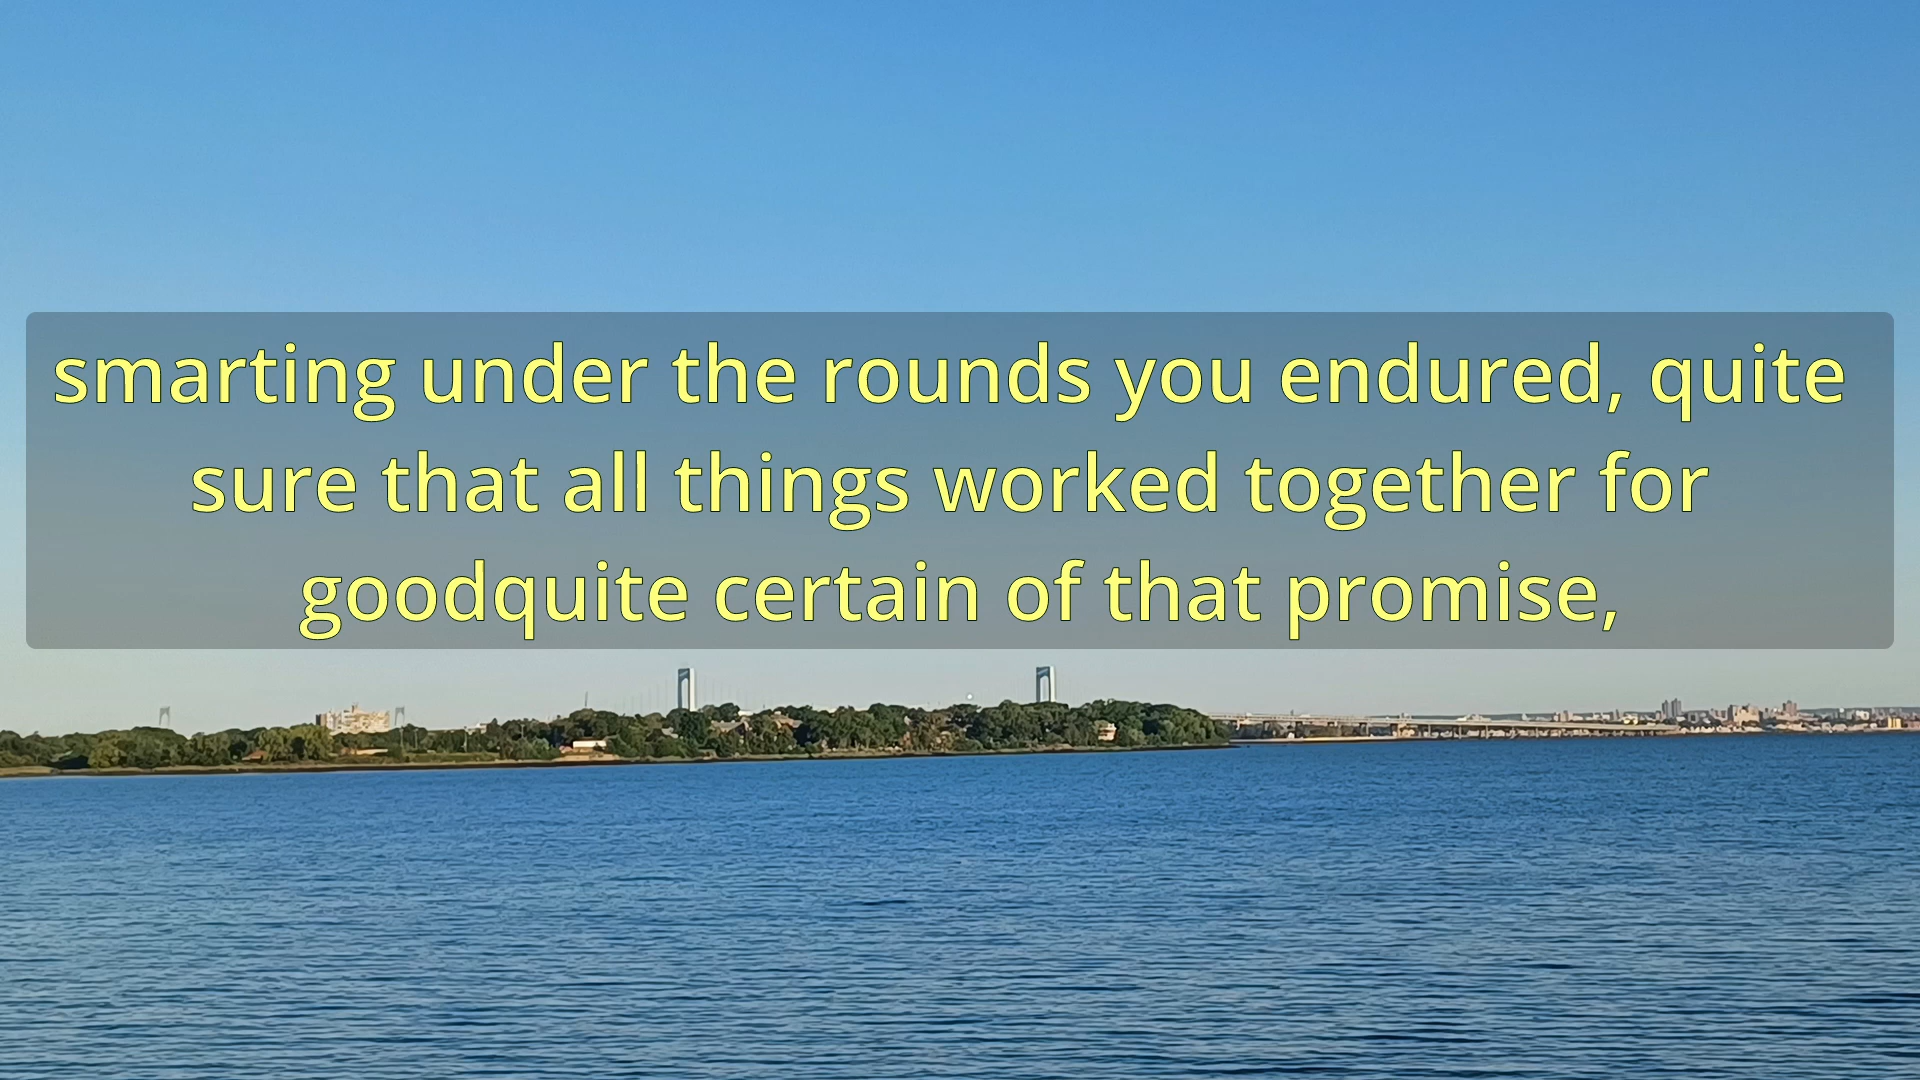 smarting under the rounds you endured, quite
sure that all things worked together for
goodquite certain of that promise,